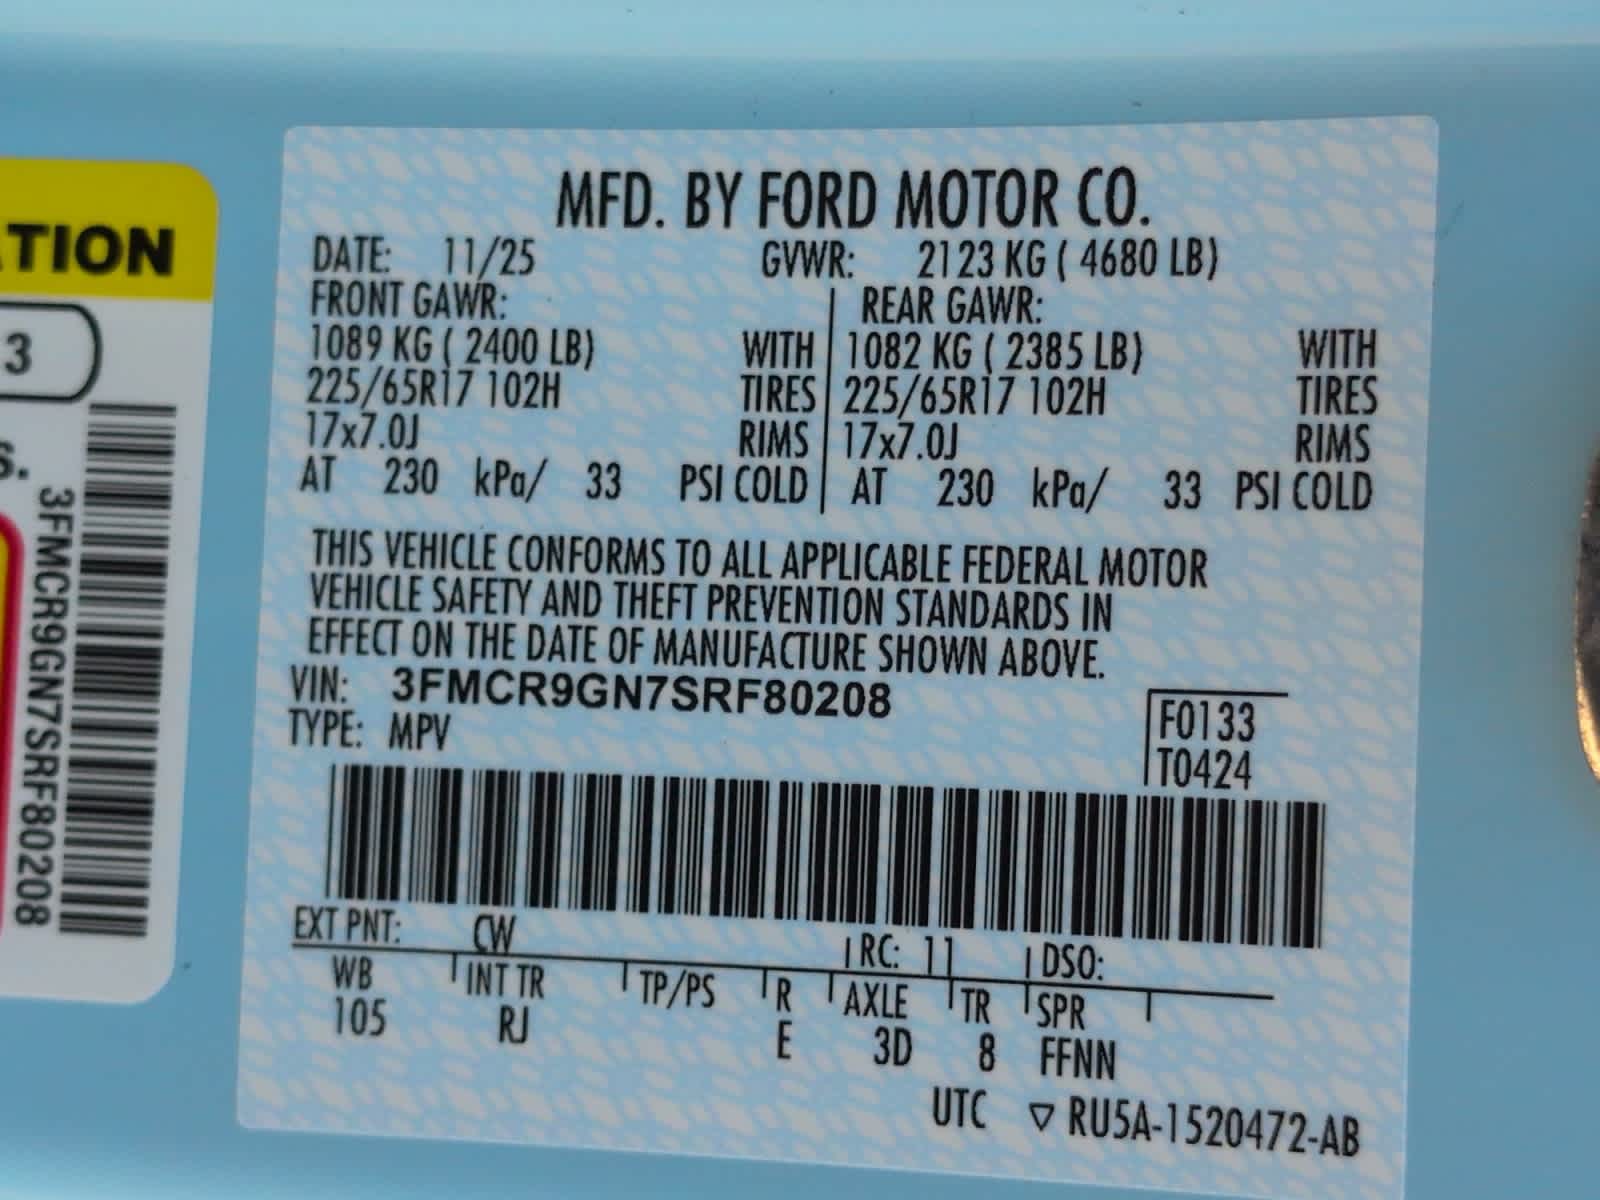 ATION
3
S.
3FMCR9GN7SRF80208
MFD. BY FORD MOTOR CO.
DATE: 11/25 GVWR: 2123 KG ( 4680 LB)
FRONT GAWR: REAR GAWR:
1089 KG ( 2400 LB) WITH 1082 KG ( 2385 LB) WITH
225/65R17 102H TIRES 225/65R17 102H TIRES
17x7.0J RIMS 17x7.0J RIMS
AT 230 kPa/ 33 PSI COLD AT 230 kPa/ 33 PSI COLD
THIS VEHICLE CONFORMS TO ALL APPLICABLE FEDERAL MOTOR
VEHICLE SAFETY AND THEFT PREVENTION STANDARDS IN
EFFECT ON THE DATE OF MANUFACTURE SHOWN ABOVE.
VIN: 3FMCR9GN7SRF80208
TYPE: MPV
F0133
T0424
EXT PNT: CW RC: 11 DSO:
WB INT TR TP/PS R AXLE TR SPR
105 RJ E 3D 8 FFNN
UTC ▽ RU5A-1520472-AB